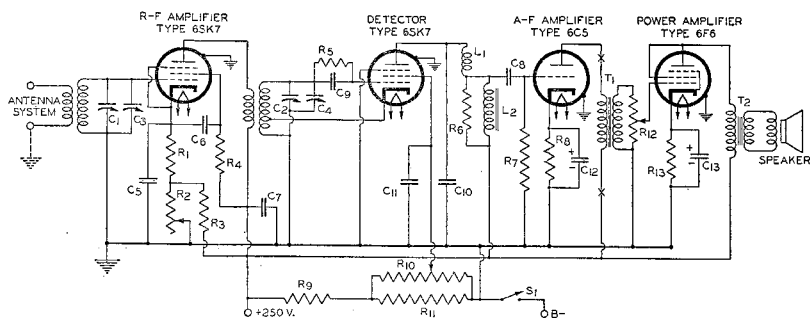 R-F AMPLIFIER
TYPE 6SK7
DETECTOR
TYPE 6SK7
A-F AMPLIFIER
TYPE 6C5
POWER AMPLIFIER
TYPE 6F6
ANTENNA
SYSTEM
C1
C3
C5
C6
R1
R2
R3
R4
C7
R5
C2
C4
C9
C11
C10
L1
R6
L2
C8
R7
R8
C12
T1
R12
R13
C13
T2
SPEAKER
R9
R10
R11
S1
+250 V.
B-